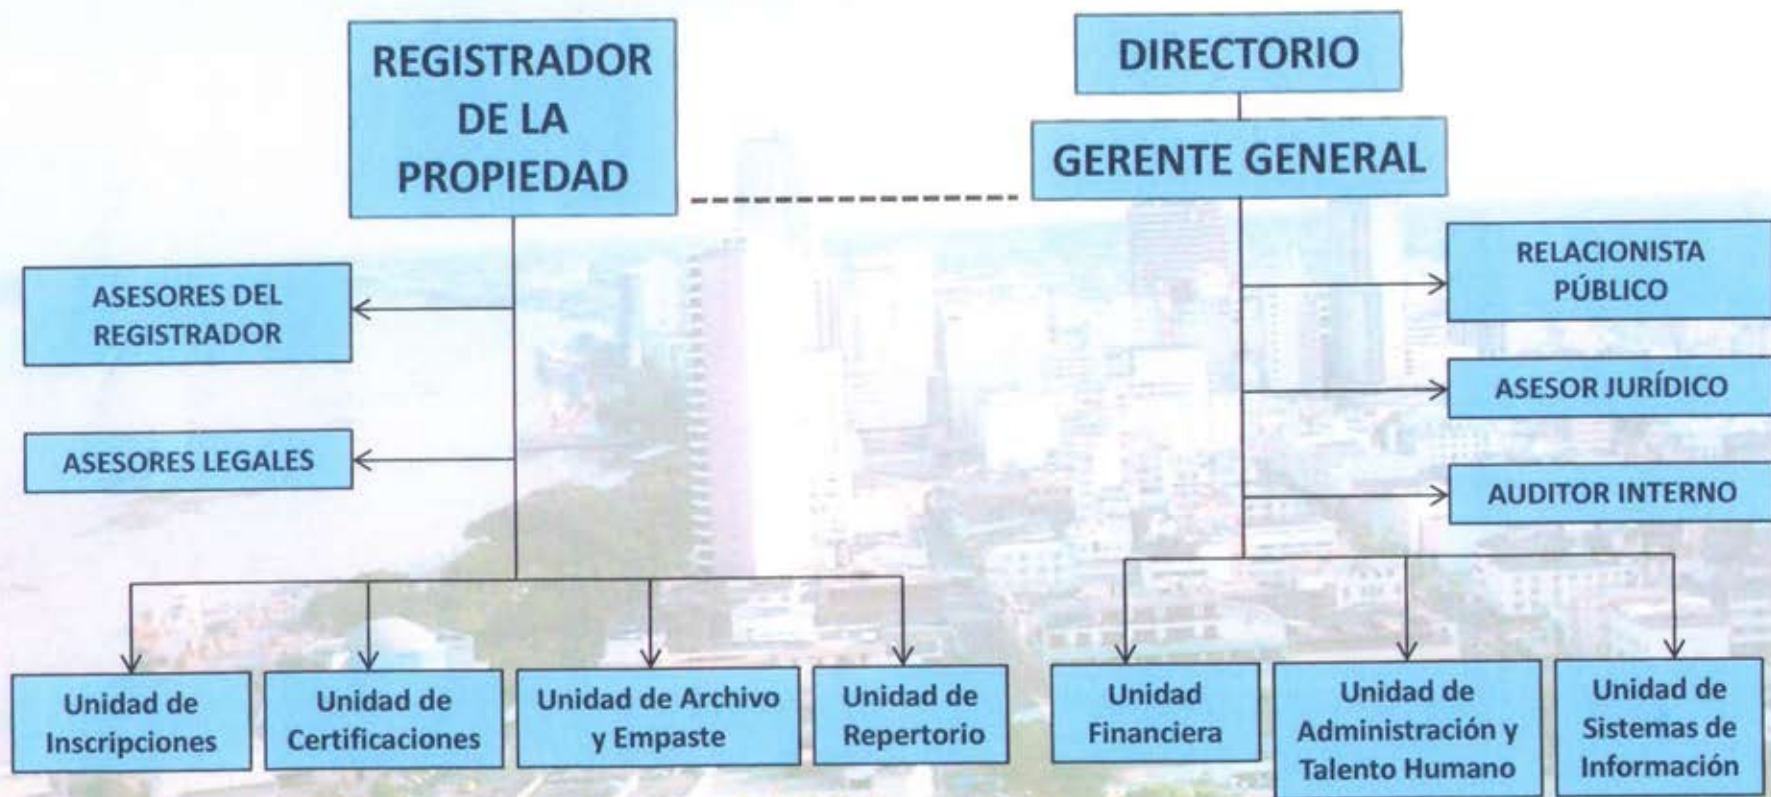 REGISTRADOR
DE LA
PROPIEDAD
DIRECTORIO
GERENTE GENERAL
ASESORES DEL
REGISTRADOR
ASESORES LEGALES
RELACIONISTA
PÚBLICO
ASESOR JURÍDICO
AUDITOR INTERNO
Unidad de
Inscripciones
Unidad de
Certificaciones
Unidad de Archivo
y Empaste
Unidad de
Repertorio
Unidad
Financiera
Unidad de
Administración y
Talento Humano
Unidad de
Sistemas de
Información